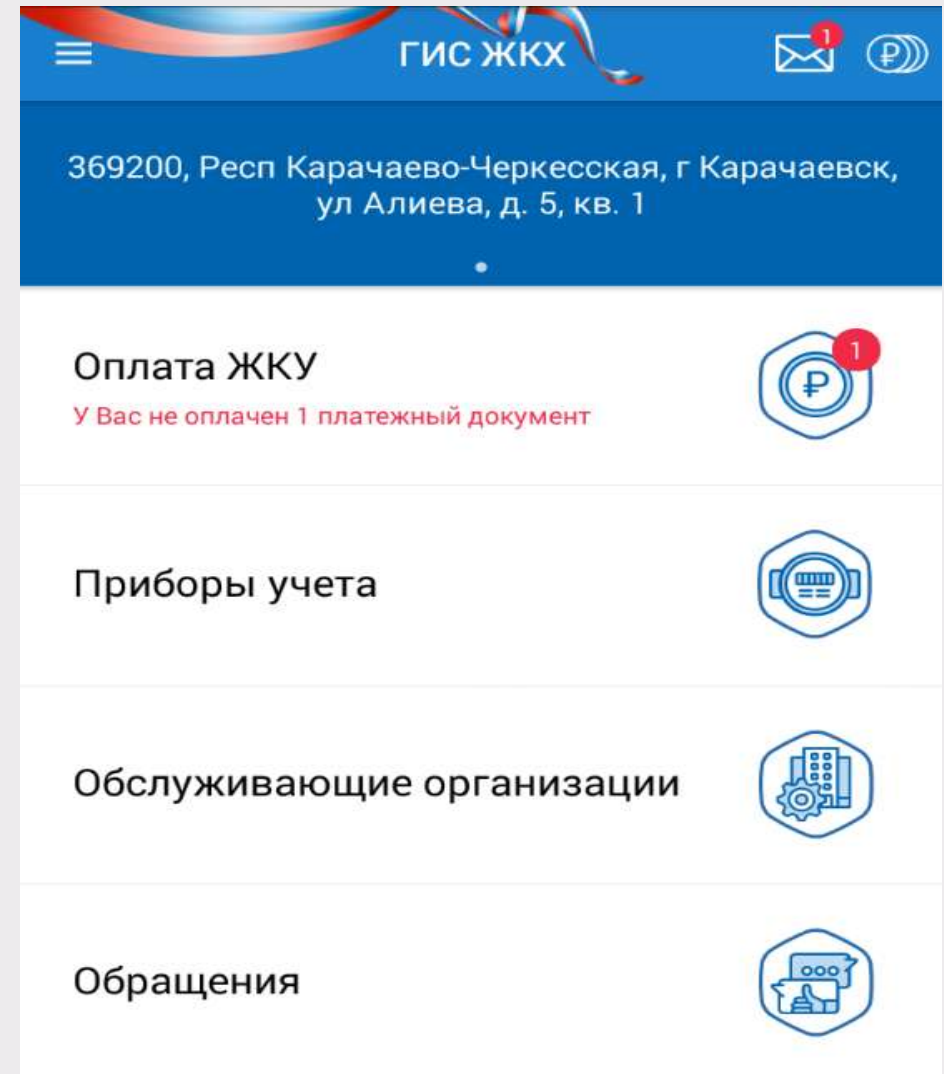 ГИС ЖКХ
1
369200, Респ Карачаево-Черкесская, г Карачаевск,
ул Алиева, д. 5, кв. 1
Оплата ЖКУ
1
У Вас не оплачен 1 платежный документ
Приборы учета
Обслуживающие организации
Обращения